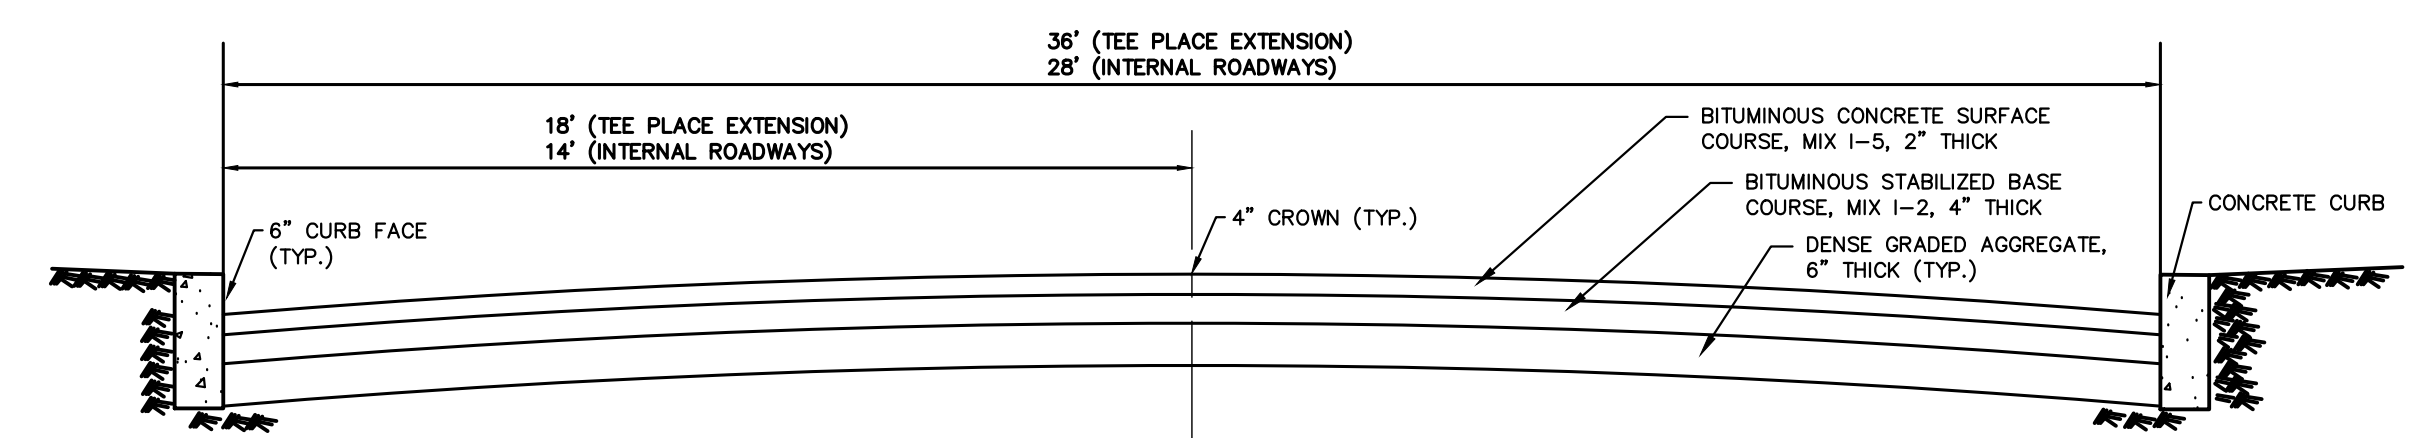 36' (TEE PLACE EXTENSION)
28' (INTERNAL ROADWAYS)
18' (TEE PLACE EXTENSION)
14' (INTERNAL ROADWAYS)
BITUMINOUS CONCRETE SURFACE
COURSE, MIX I-5, 2" THICK
BITUMINOUS STABILIZED BASE
COURSE, MIX I-2, 4" THICK
CONCRETE CURB
6" CURB FACE
(TYP.)
4" CROWN (TYP.)
DENSE GRADED AGGREGATE,
6" THICK (TYP.)